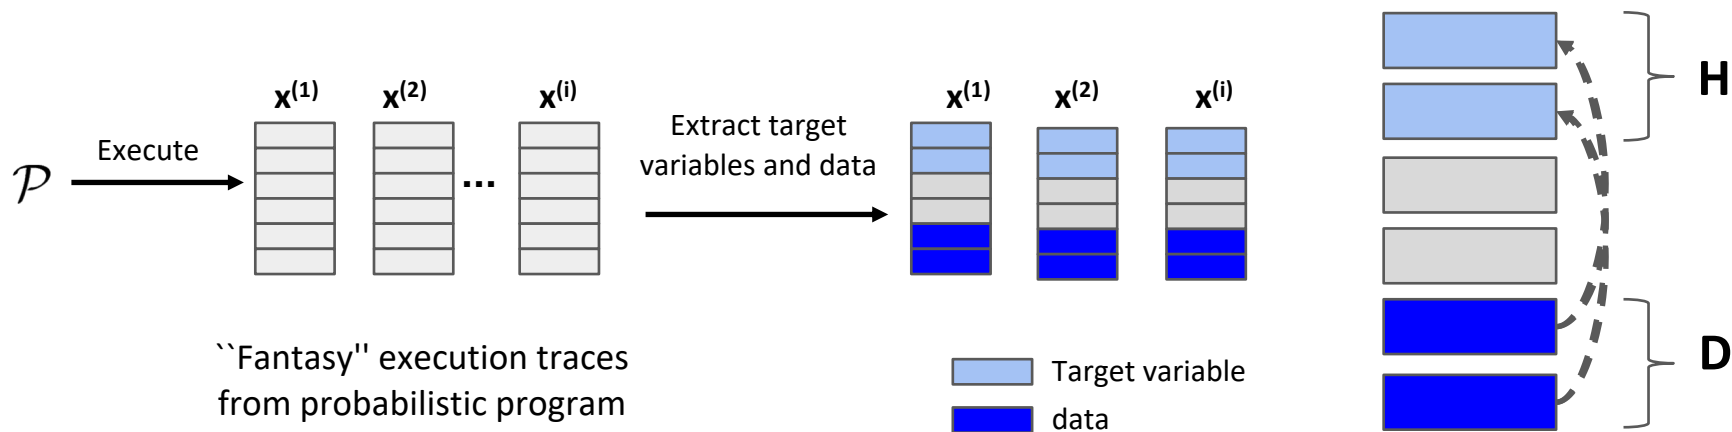 𝒫
Execute
x⁽¹⁾ x⁽²⁾ x⁽ⁱ⁾
...
``Fantasy'' execution traces
from probabilistic program
Extract target
variables and data
x⁽¹⁾ x⁽²⁾ x⁽ⁱ⁾
Target variable
data
H
D